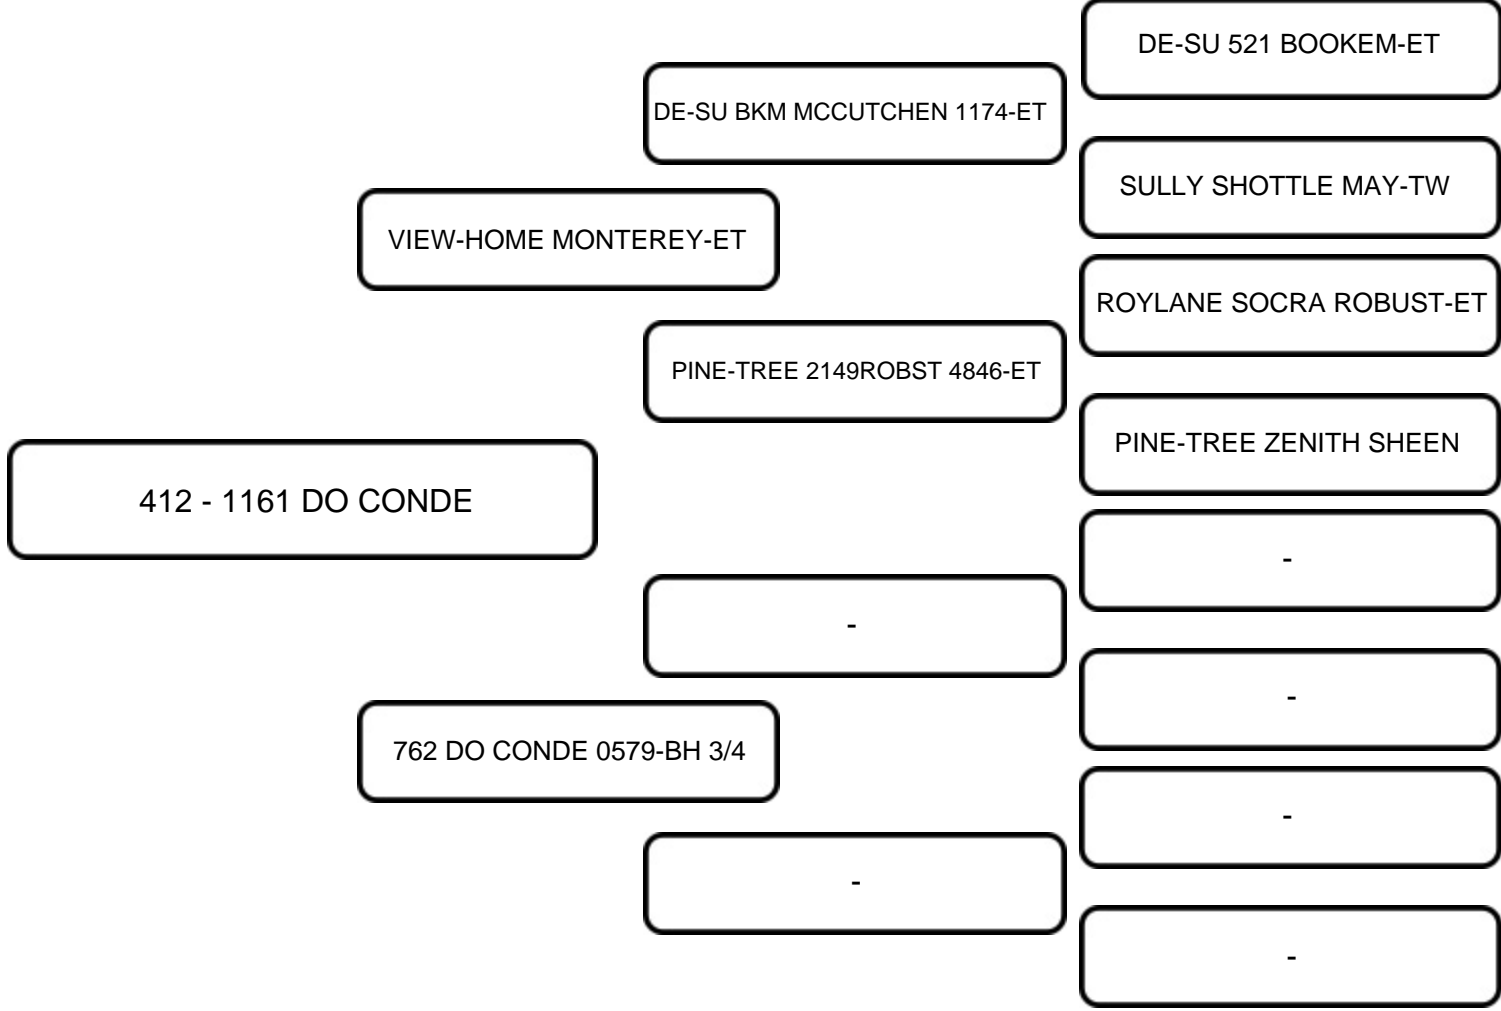 DE-SU 521 BOOKEM-ET
DE-SU BKM MCCUTCHEN 1174-ET
SULLY SHOTTLE MAY-TW
VIEW-HOME MONTEREY-ET
ROYLANE SOCRA ROBUST-ET
PINE-TREE 2149ROBST 4846-ET
PINE-TREE ZENITH SHEEN
412 - 1161 DO CONDE
-
-
-
762 DO CONDE 0579-BH 3/4
-
-
-